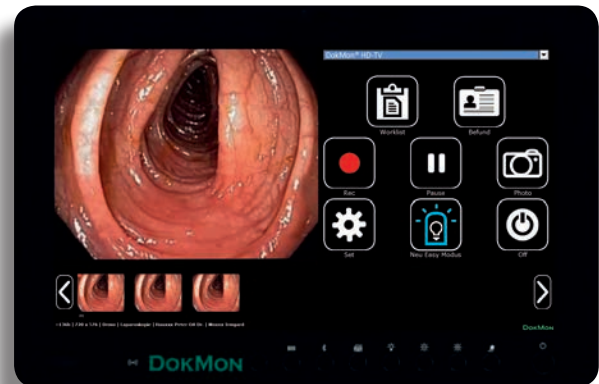 DokMon® HD-TV
Worklist
Befund
Rec
Pause
Photo
Set
Neu Easy Modus
Off
DokMon
DokMon